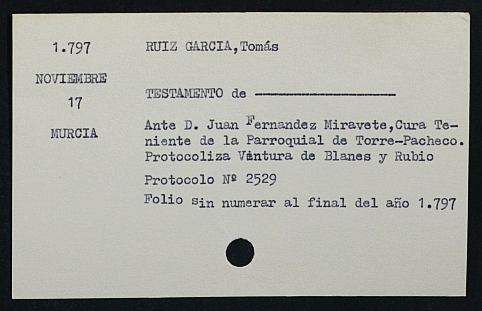 1.797
RUIZ GARCIA,Tomás
NOVIEMBRE
17
TESTAMENTO de
MURCIA
Ante D. Juan Fernandez Miravete,Cura Te-
niente de la Parroquial de Torre-Pacheco.
Protocoliza Ventura de Blanes y Rubio
Protocolo Nº 2529
Folio sin numerar al final del año 1.797